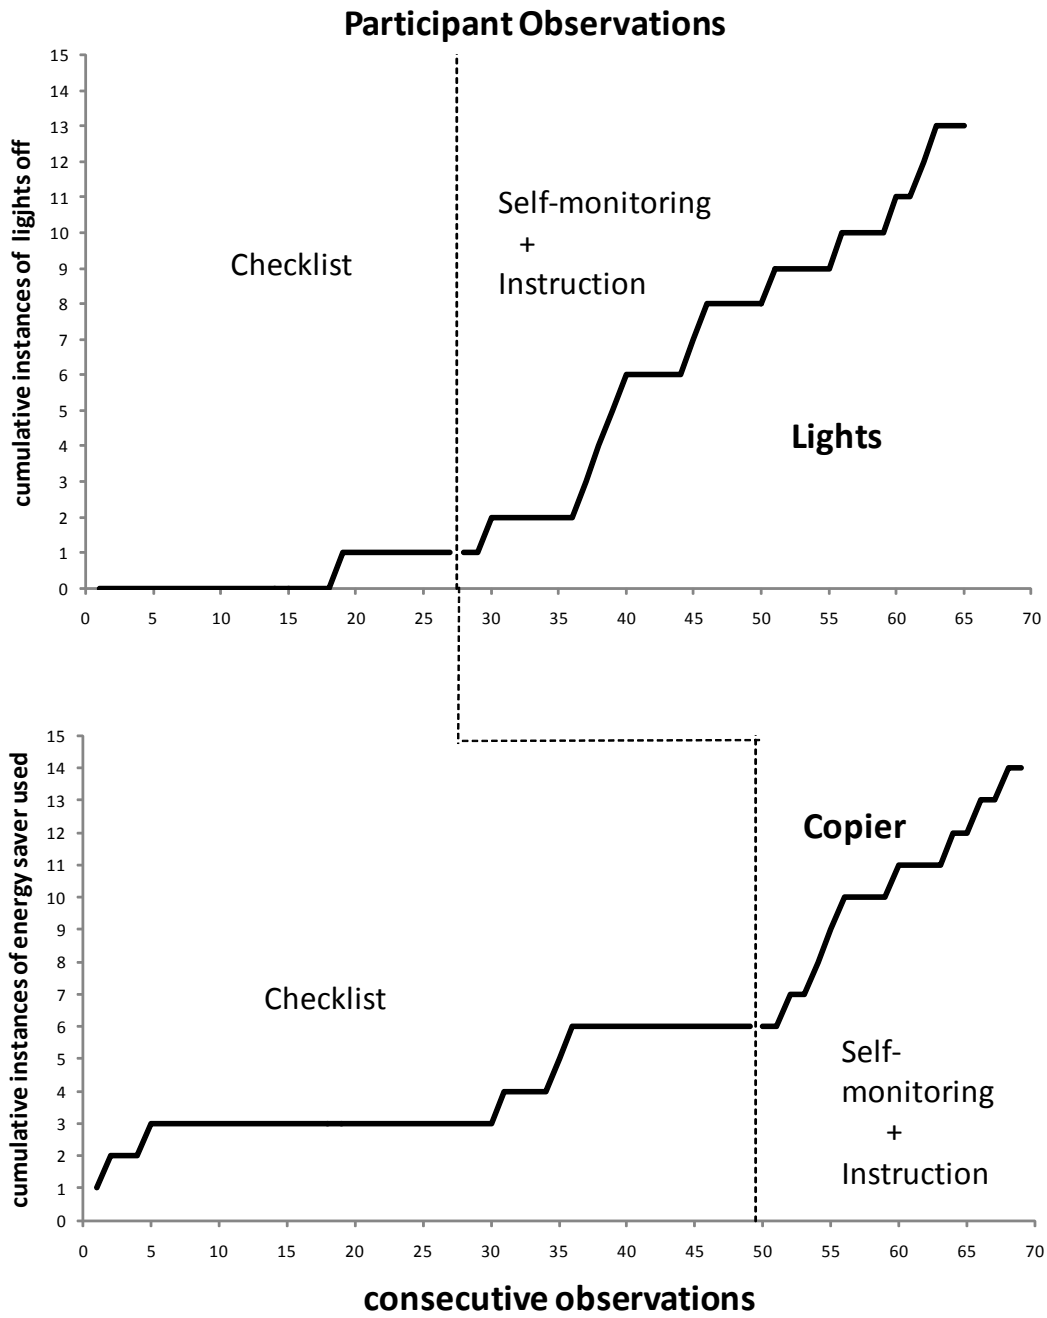 Participant Observations
cumulative instances of ligjhts off
15
14
13
12
11
10
9
8
7
6
5
4
3
2
1
0
Checklist
Self-monitoring
+
Instruction
Lights
0 5 10 15 20 25 30 35 40 45 50 55 60 65 70
cumulative instances of energy saver used
15
14
13
12
11
10
9
8
7
6
5
4
3
2
1
0
Copier
Checklist
Self-
monitoring
+
Instruction
0 5 10 15 20 25 30 35 40 45 50 55 60 65 70
consecutive observations